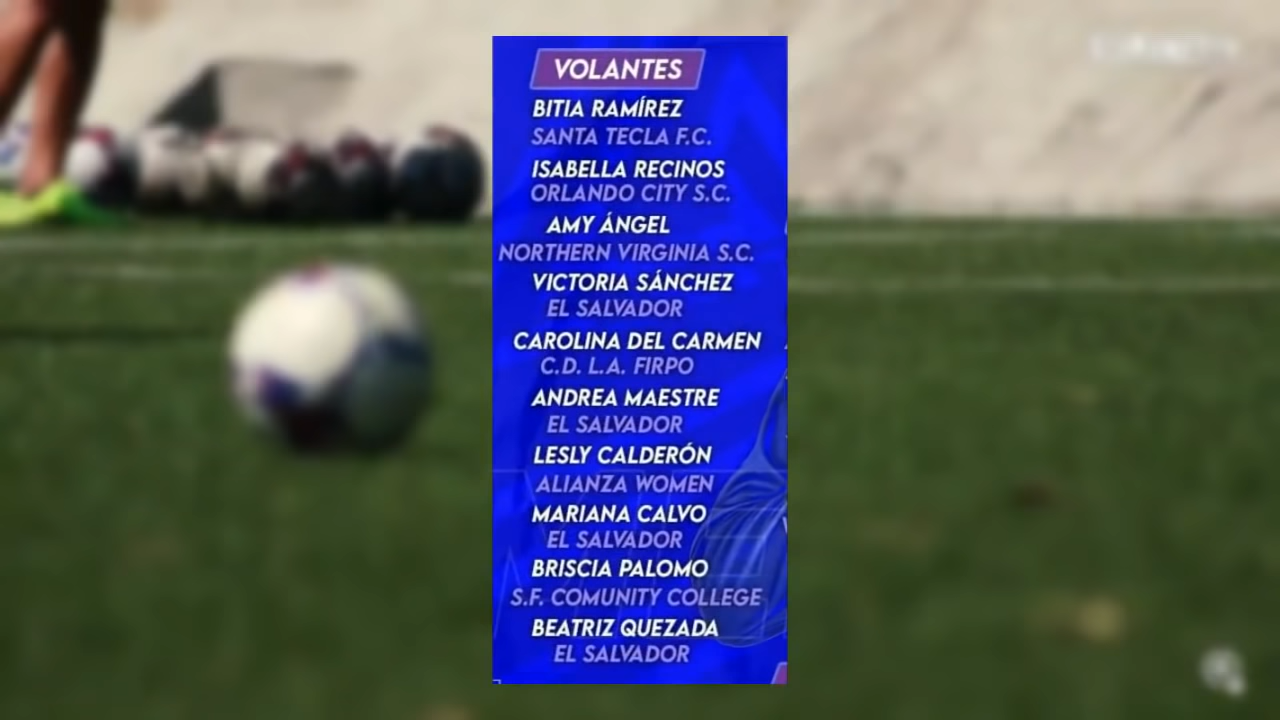 VOLANTES
BITIA RAMÍREZ
SANTA TECLA F.C.
ISABELLA RECINOS
ORLANDO CITY S.C.
AMY ÁNGEL
NORTHERN VIRGINIA S.C.
VICTORIA SÁNCHEZ
EL SALVADOR
CAROLINA DEL CARMEN
C.D. L.A. FIRPO
ANDREA MAESTRE
EL SALVADOR
LESLY CALDERÓN
ALIANZA WOMEN
MARIANA CALVO
EL SALVADOR
BRISCIA PALOMO
S.F. COMUNITY COLLEGE
BEATRIZ QUEZADA
EL SALVADOR